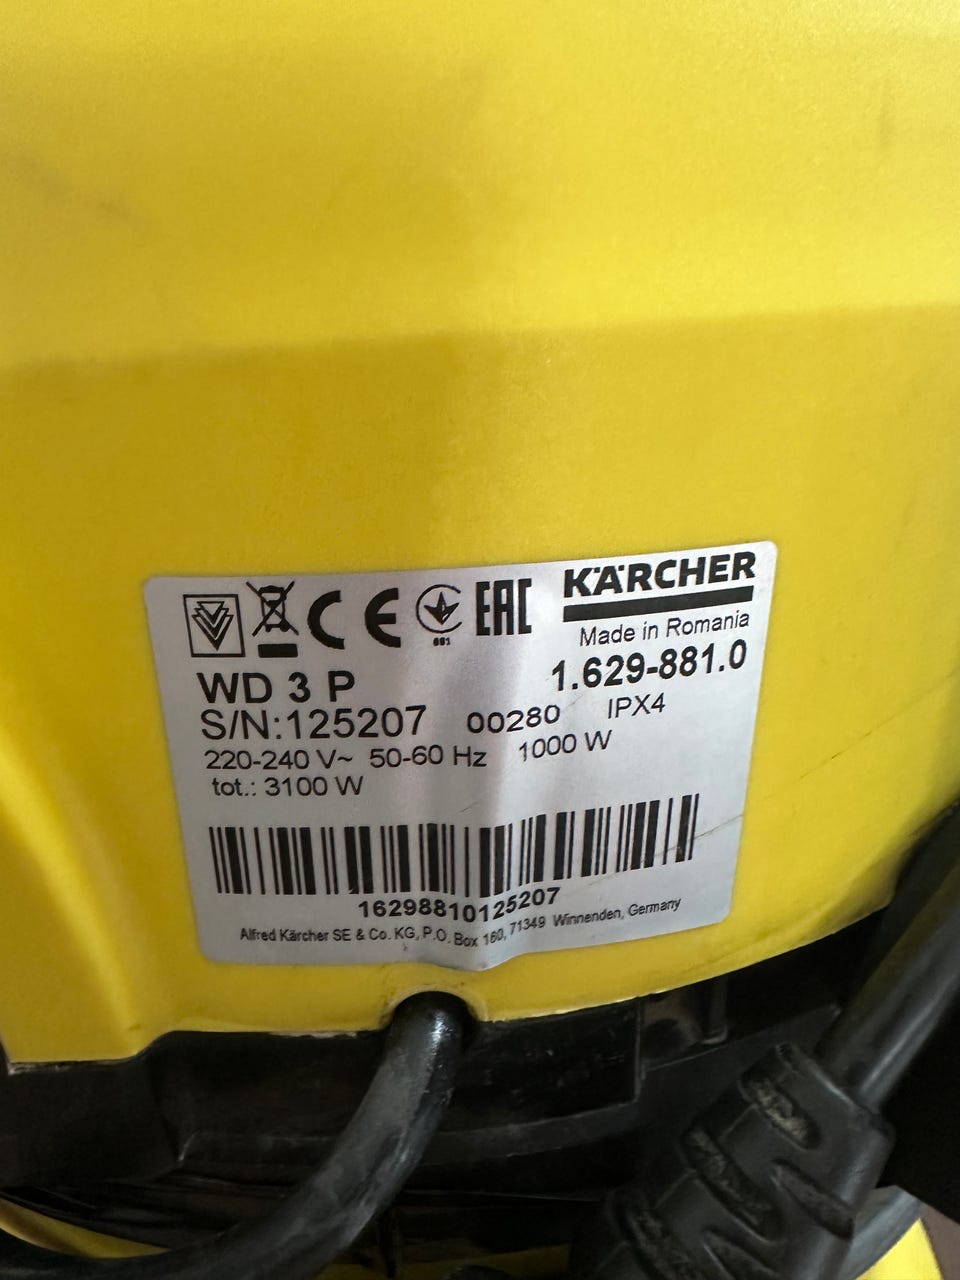 EAC
KÄRCHER
Made in Romania
WD 3 P
1.629-881.0
S/N:125207 00280 IPX4
220-240 V~ 50-60 Hz 1000 W
tot.: 3100 W
16298810125207
Alfred Kärcher SE & Co. KG, P.O. Box 160, 71349 Winnenden, Germany